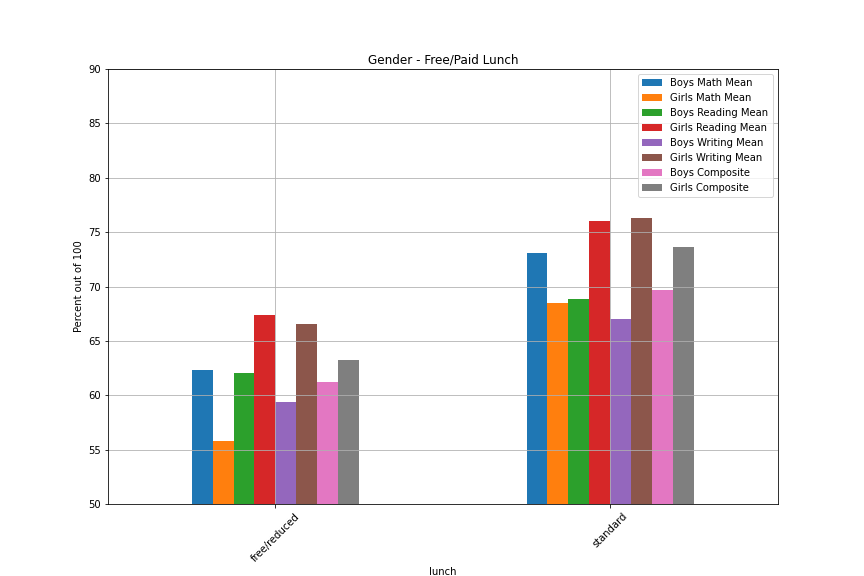 Gender - Free/Paid Lunch
Boys Math Mean
Girls Math Mean
Boys Reading Mean
Girls Reading Mean
Boys Writing Mean
Girls Writing Mean
Boys Composite
Girls Composite
Percent out of 100
90
85
80
75
70
65
60
55
50
free/reduced
standard
lunch